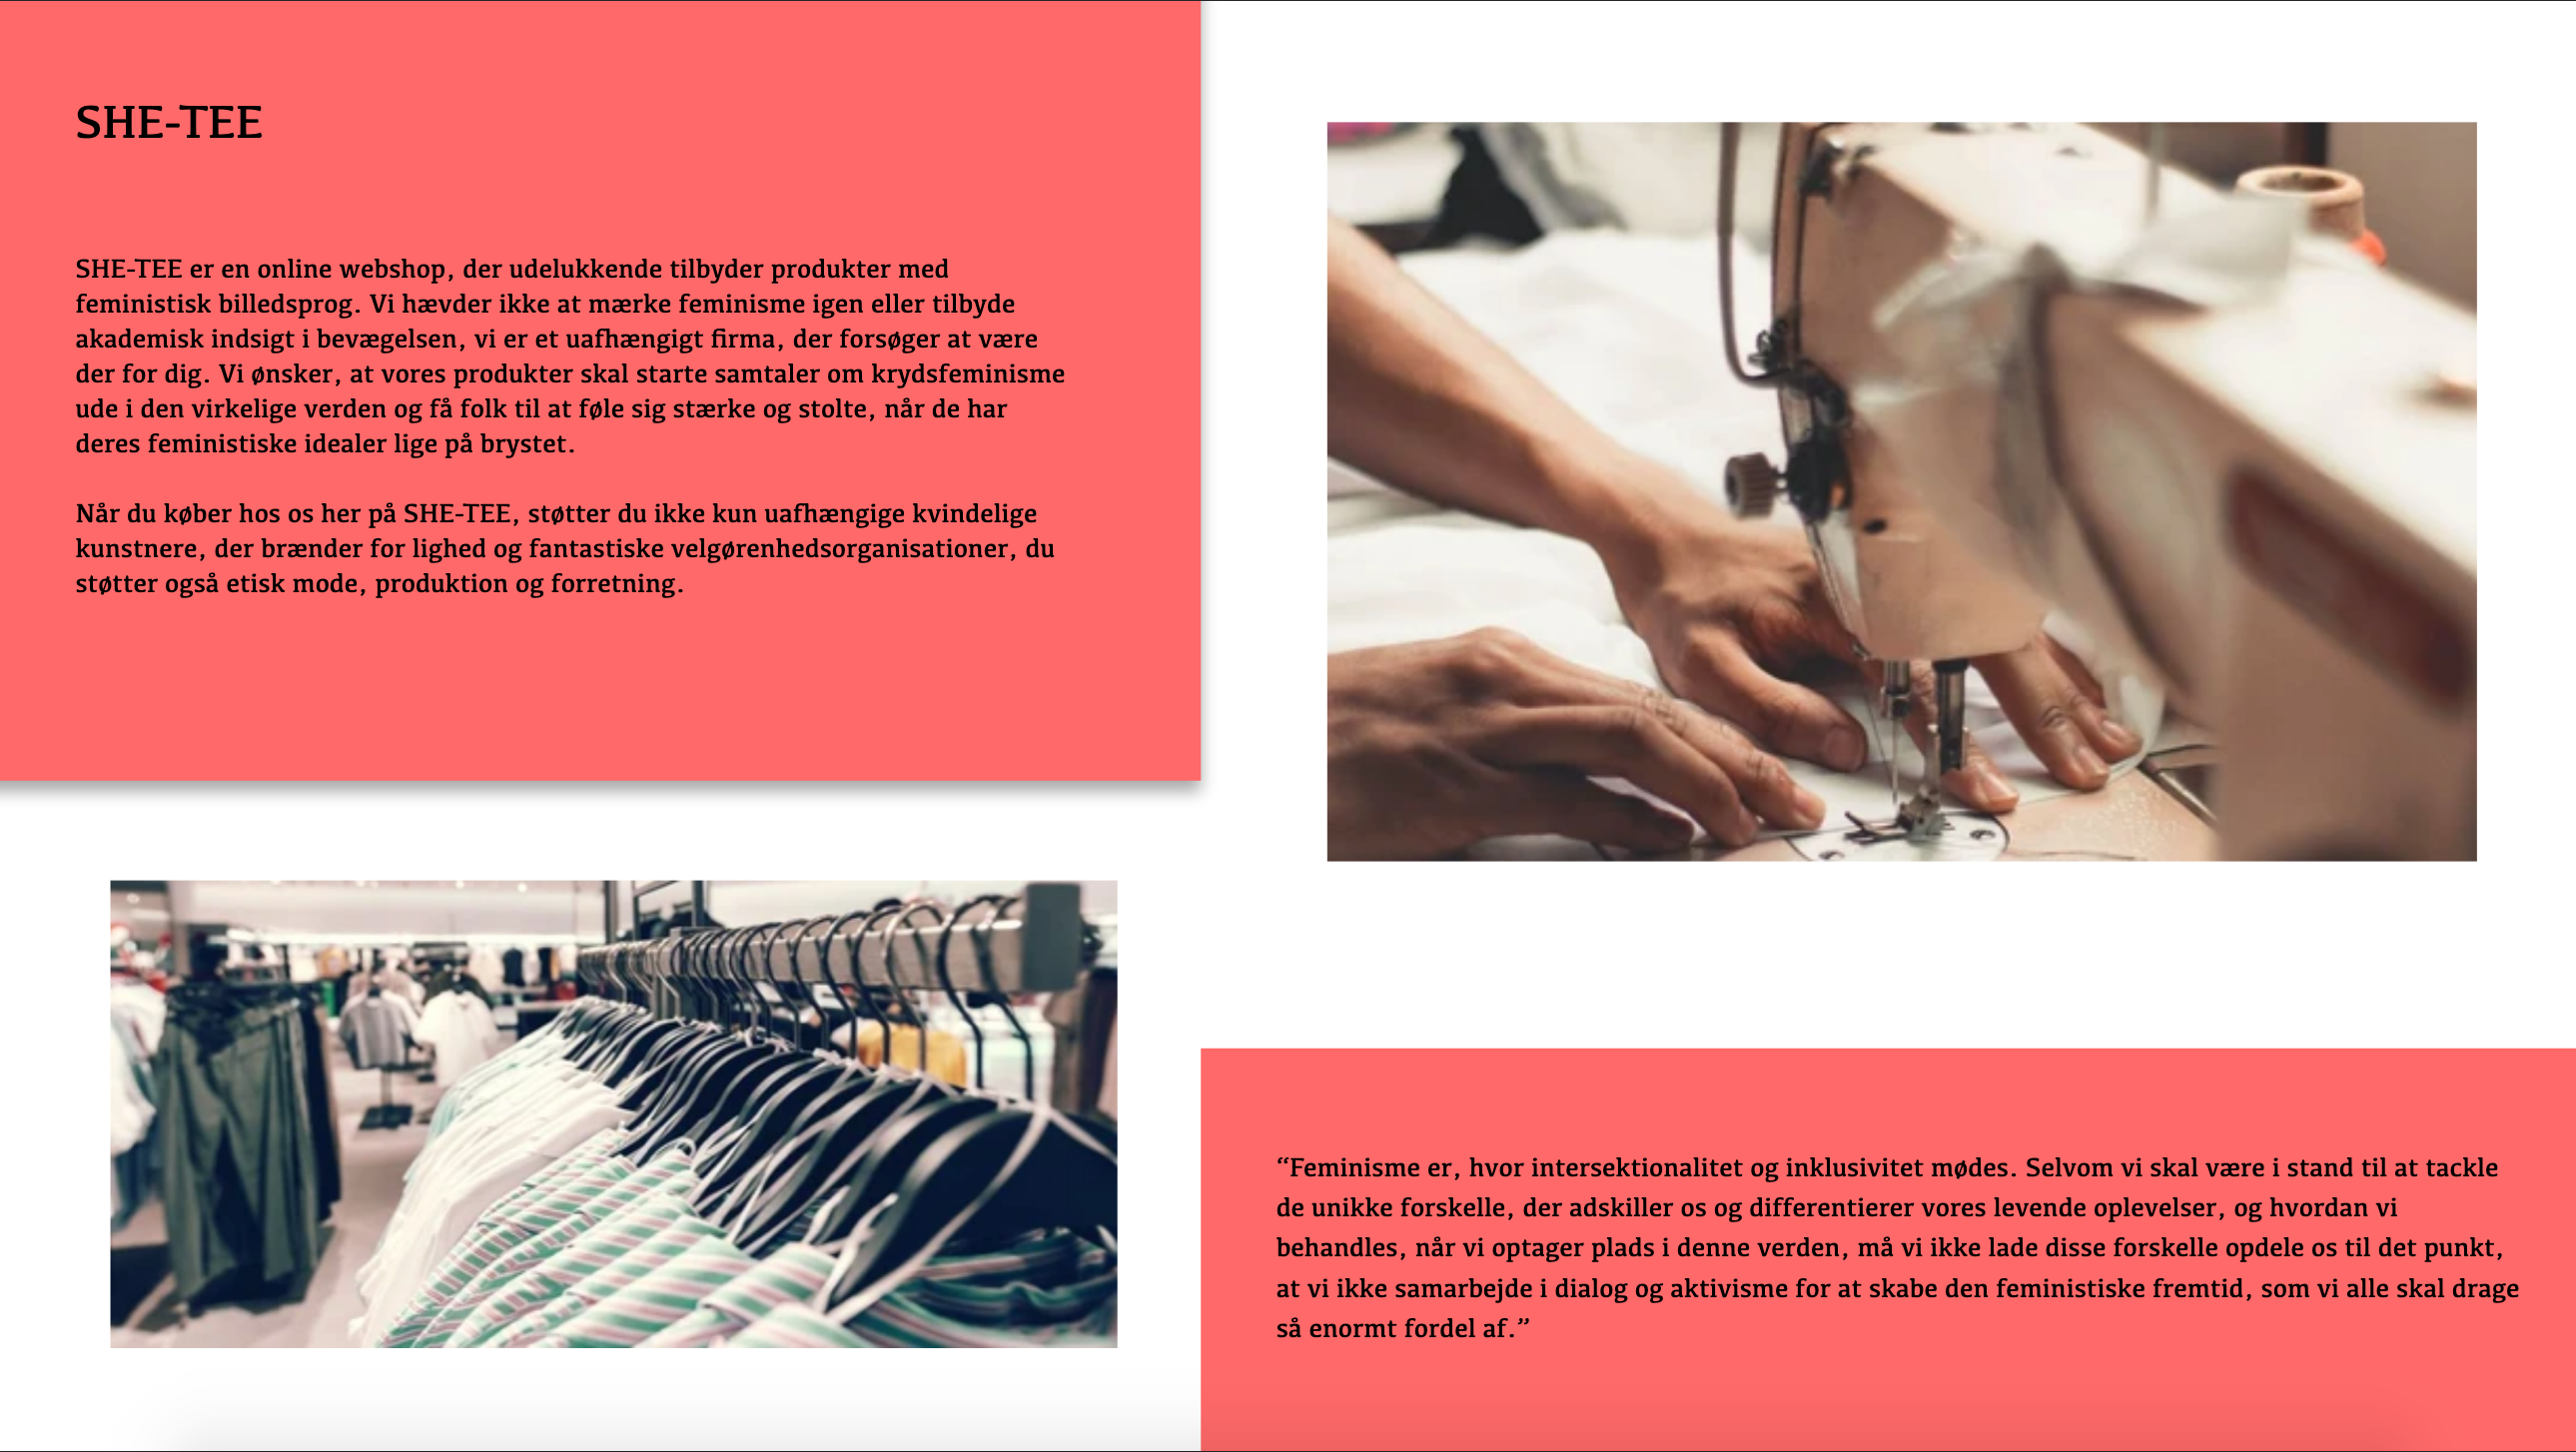 SHE-TEE
SHE-TEE er en online webshop, der udelukkende tilbyder produkter med
feministisk billedsprog. Vi hævder ikke at mærke feminisme igen eller tilbyde
akademisk indsigt i bevægelsen, vi er et uafhængigt firma, der forsøger at være
der for dig. Vi ønsker, at vores produkter skal starte samtaler om krydsfeminisme
ude i den virkelige verden og få folk til at føle sig stærke og stolte, når de har
deres feministiske idealer lige på brystet.
Når du køber hos os her på SHE-TEE, støtter du ikke kun uafhængige kvindelige
kunstnere, der brænder for lighed og fantastiske velgørenhedsorganisationer, du
støtter også etisk mode, produktion og forretning.
“Feminisme er, hvor intersektionalitet og inklusivitet mødes. Selvom vi skal være i stand til at tackle
de unikke forskelle, der adskiller os og differentierer vores levende oplevelser, og hvordan vi
behandles, når vi optager plads i denne verden, må vi ikke lade disse forskelle opdele os til det punkt,
at vi ikke samarbejde i dialog og aktivisme for at skabe den feministiske fremtid, som vi alle skal drage
så enormt fordel af.”